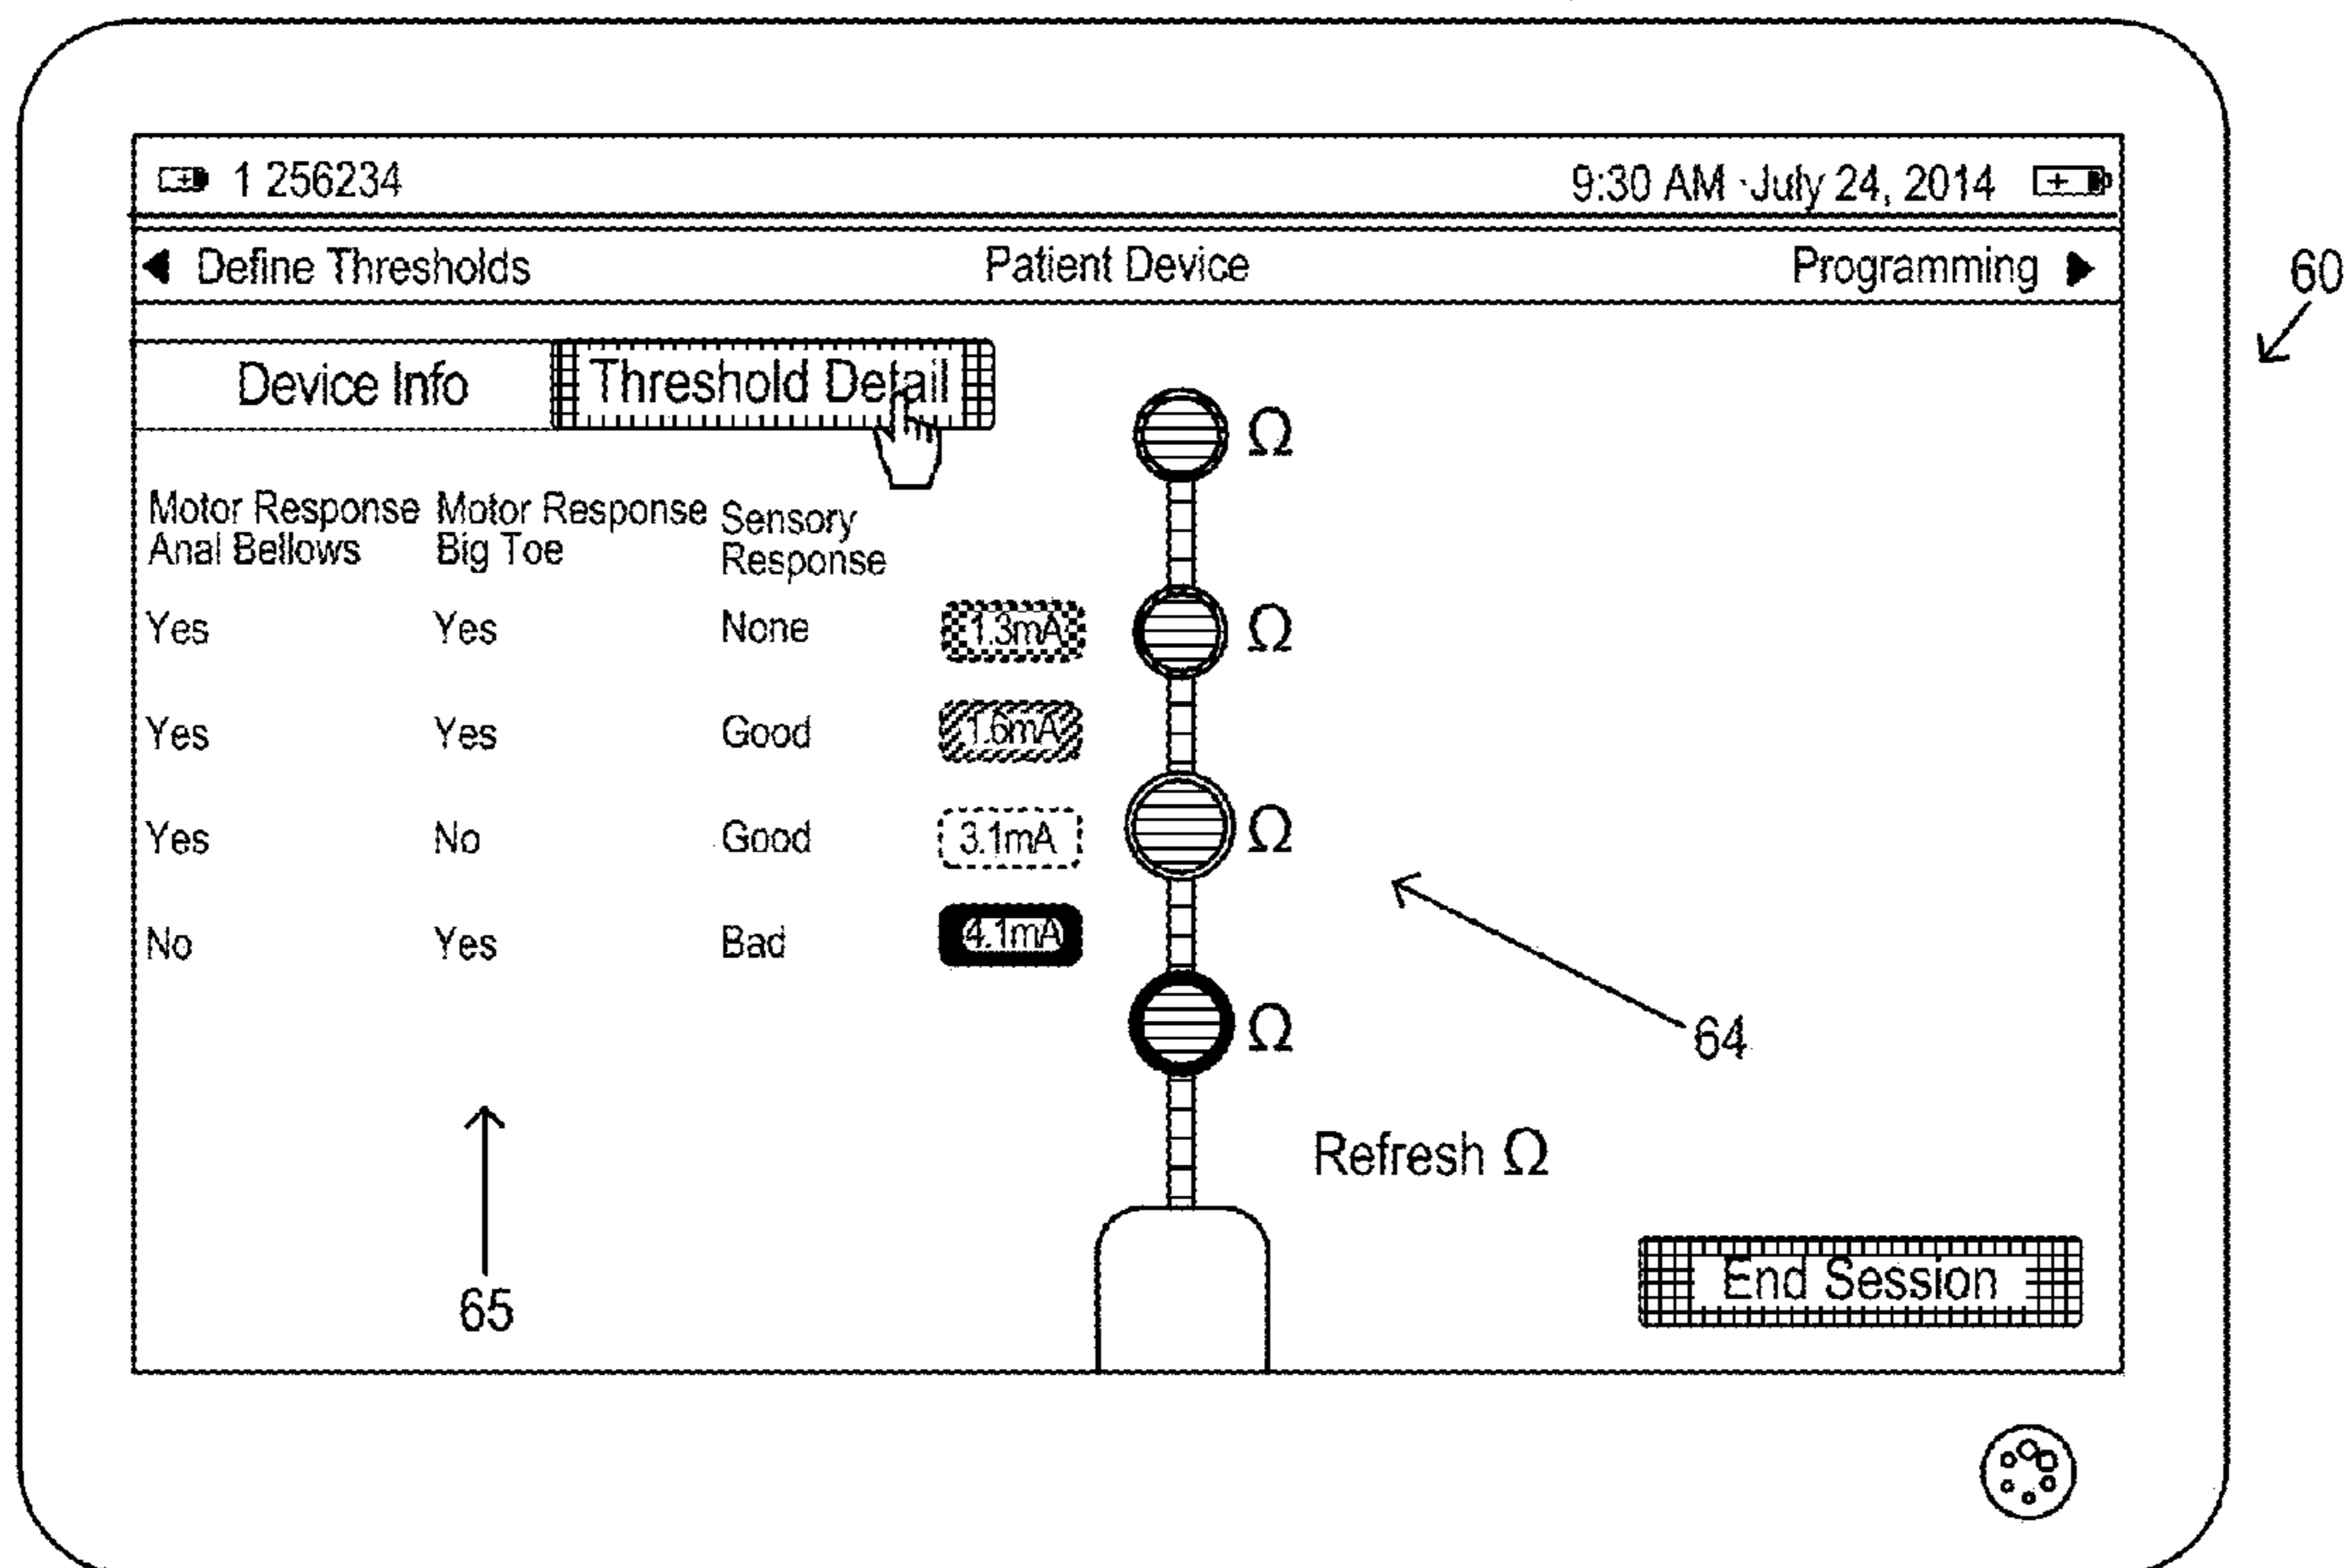 1 256234 9:30 AM ·July 24, 2014
Define Thresholds Patient Device Programming
60
Device Info Threshold Detail
Ω
Motor Response Motor Response Sensory
Anal Bellows Big Toe Response
Yes Yes None 1.3mA Ω
Yes Yes Good 1.6mA
Yes No Good 3.1mA Ω
No Yes Bad 4.1mA
Ω
64
Refresh Ω
End Session
65